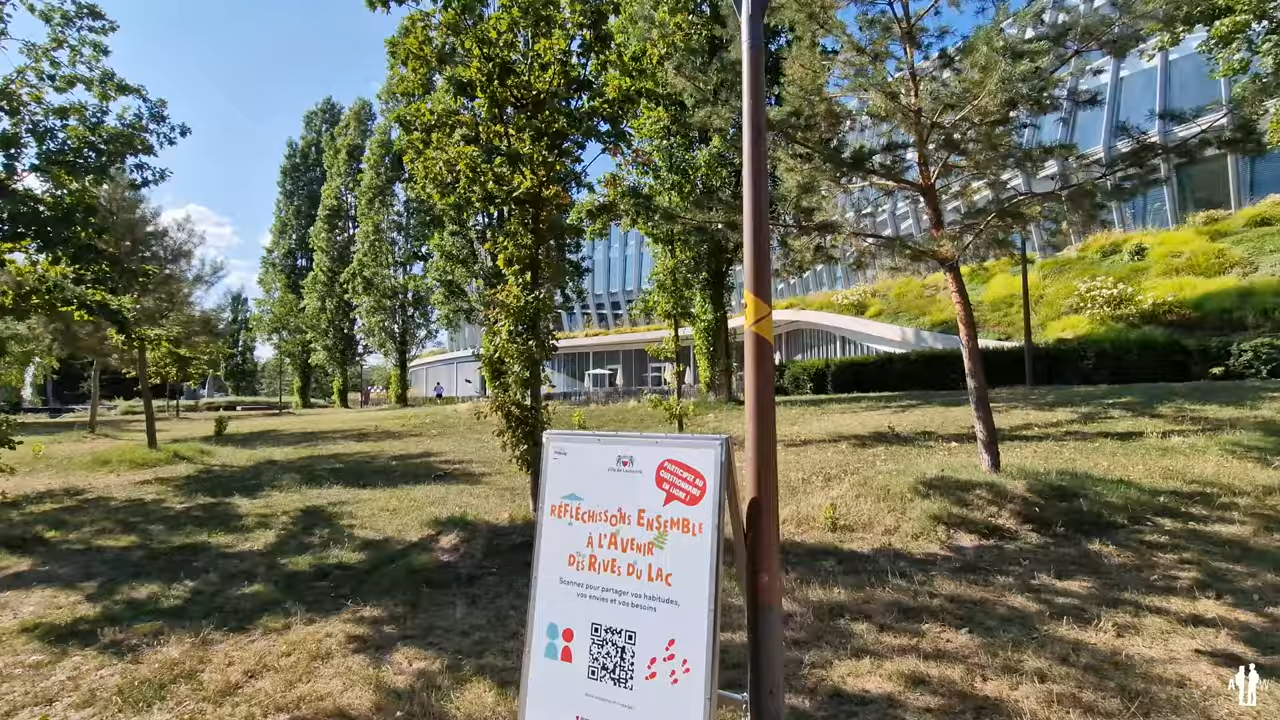 Ville de Lausanne
PARTICIPEZ AU
QUESTIONNAIRE
EN LIGNE !
RÉFLÉCHISSONS ENSEMBLE
À L'AVENIR
DES RIVES DU LAC
Scannez pour partager vos habitudes,
vos envies et vos besoins
A W